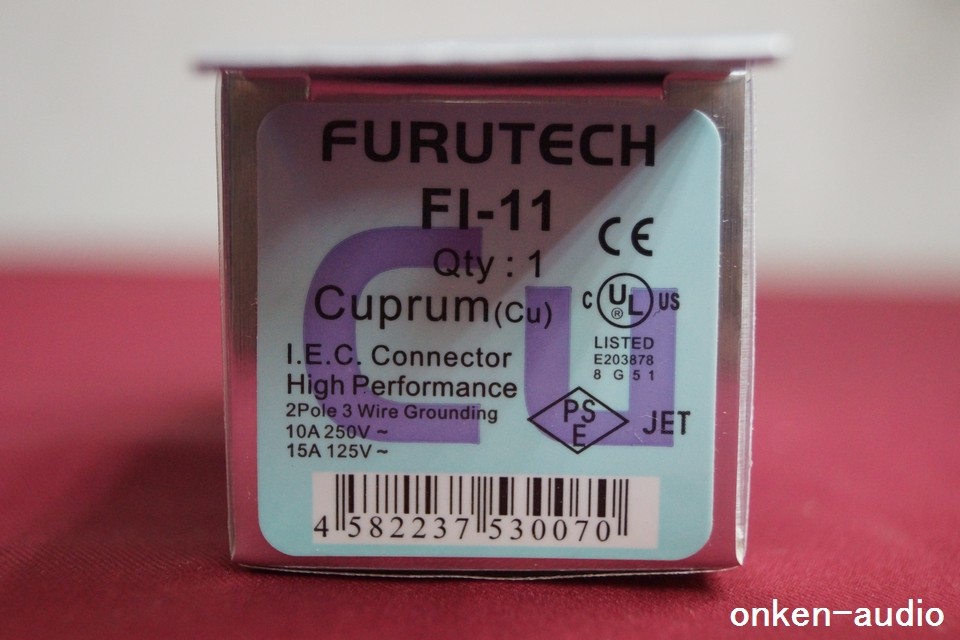 FURUTECH
FI-11
Qty : 1
Cuprum(Cu)
Cu
CE
C UL ® US
LISTED
E203878
8 G 5 1
I.E.C. Connector
High Performance
2Pole 3 Wire Grounding
10A 250V ~
15A 125V ~
PS
E
JET
4 582237 530070
onken-audio